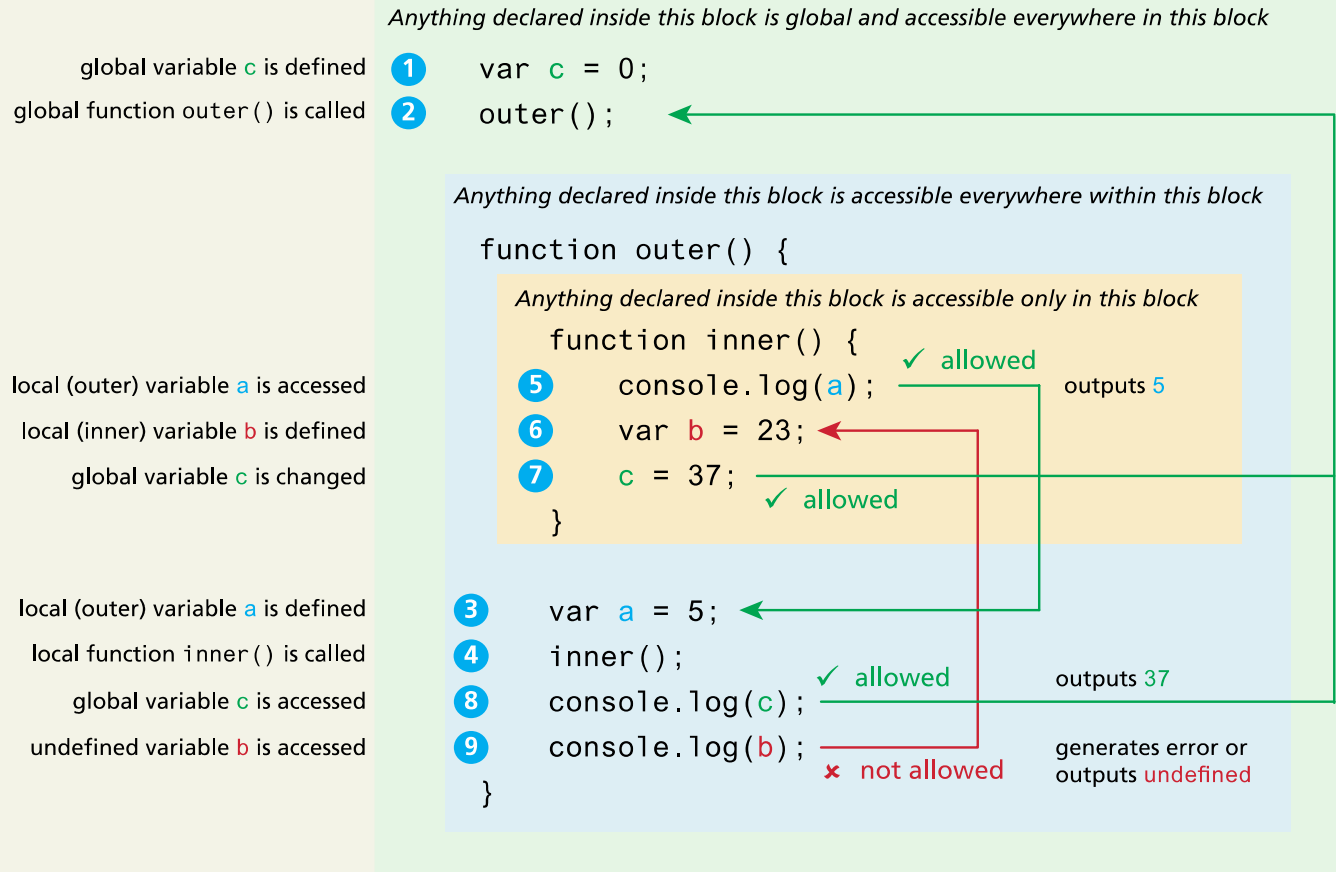 Anything declared inside this block is global and accessible everywhere in this block
global variable c is defined 1 var c = 0;
global function outer() is called 2 outer();
Anything declared inside this block is accessible everywhere within this block
function outer() {
Anything declared inside this block is accessible only in this block
function inner() {
✓ allowed
local (outer) variable a is accessed 5 console.log(a); outputs 5
local (inner) variable b is defined 6 var b = 23;
global variable c is changed 7 c = 37;
✓ allowed
}
local (outer) variable a is defined 3 var a = 5;
local function inner() is called 4 inner();
✓ allowed outputs 37
global variable c is accessed 8 console.log(c);
undefined variable b is accessed 9 console.log(b); generates error or
✘ not allowed outputs undefined
}